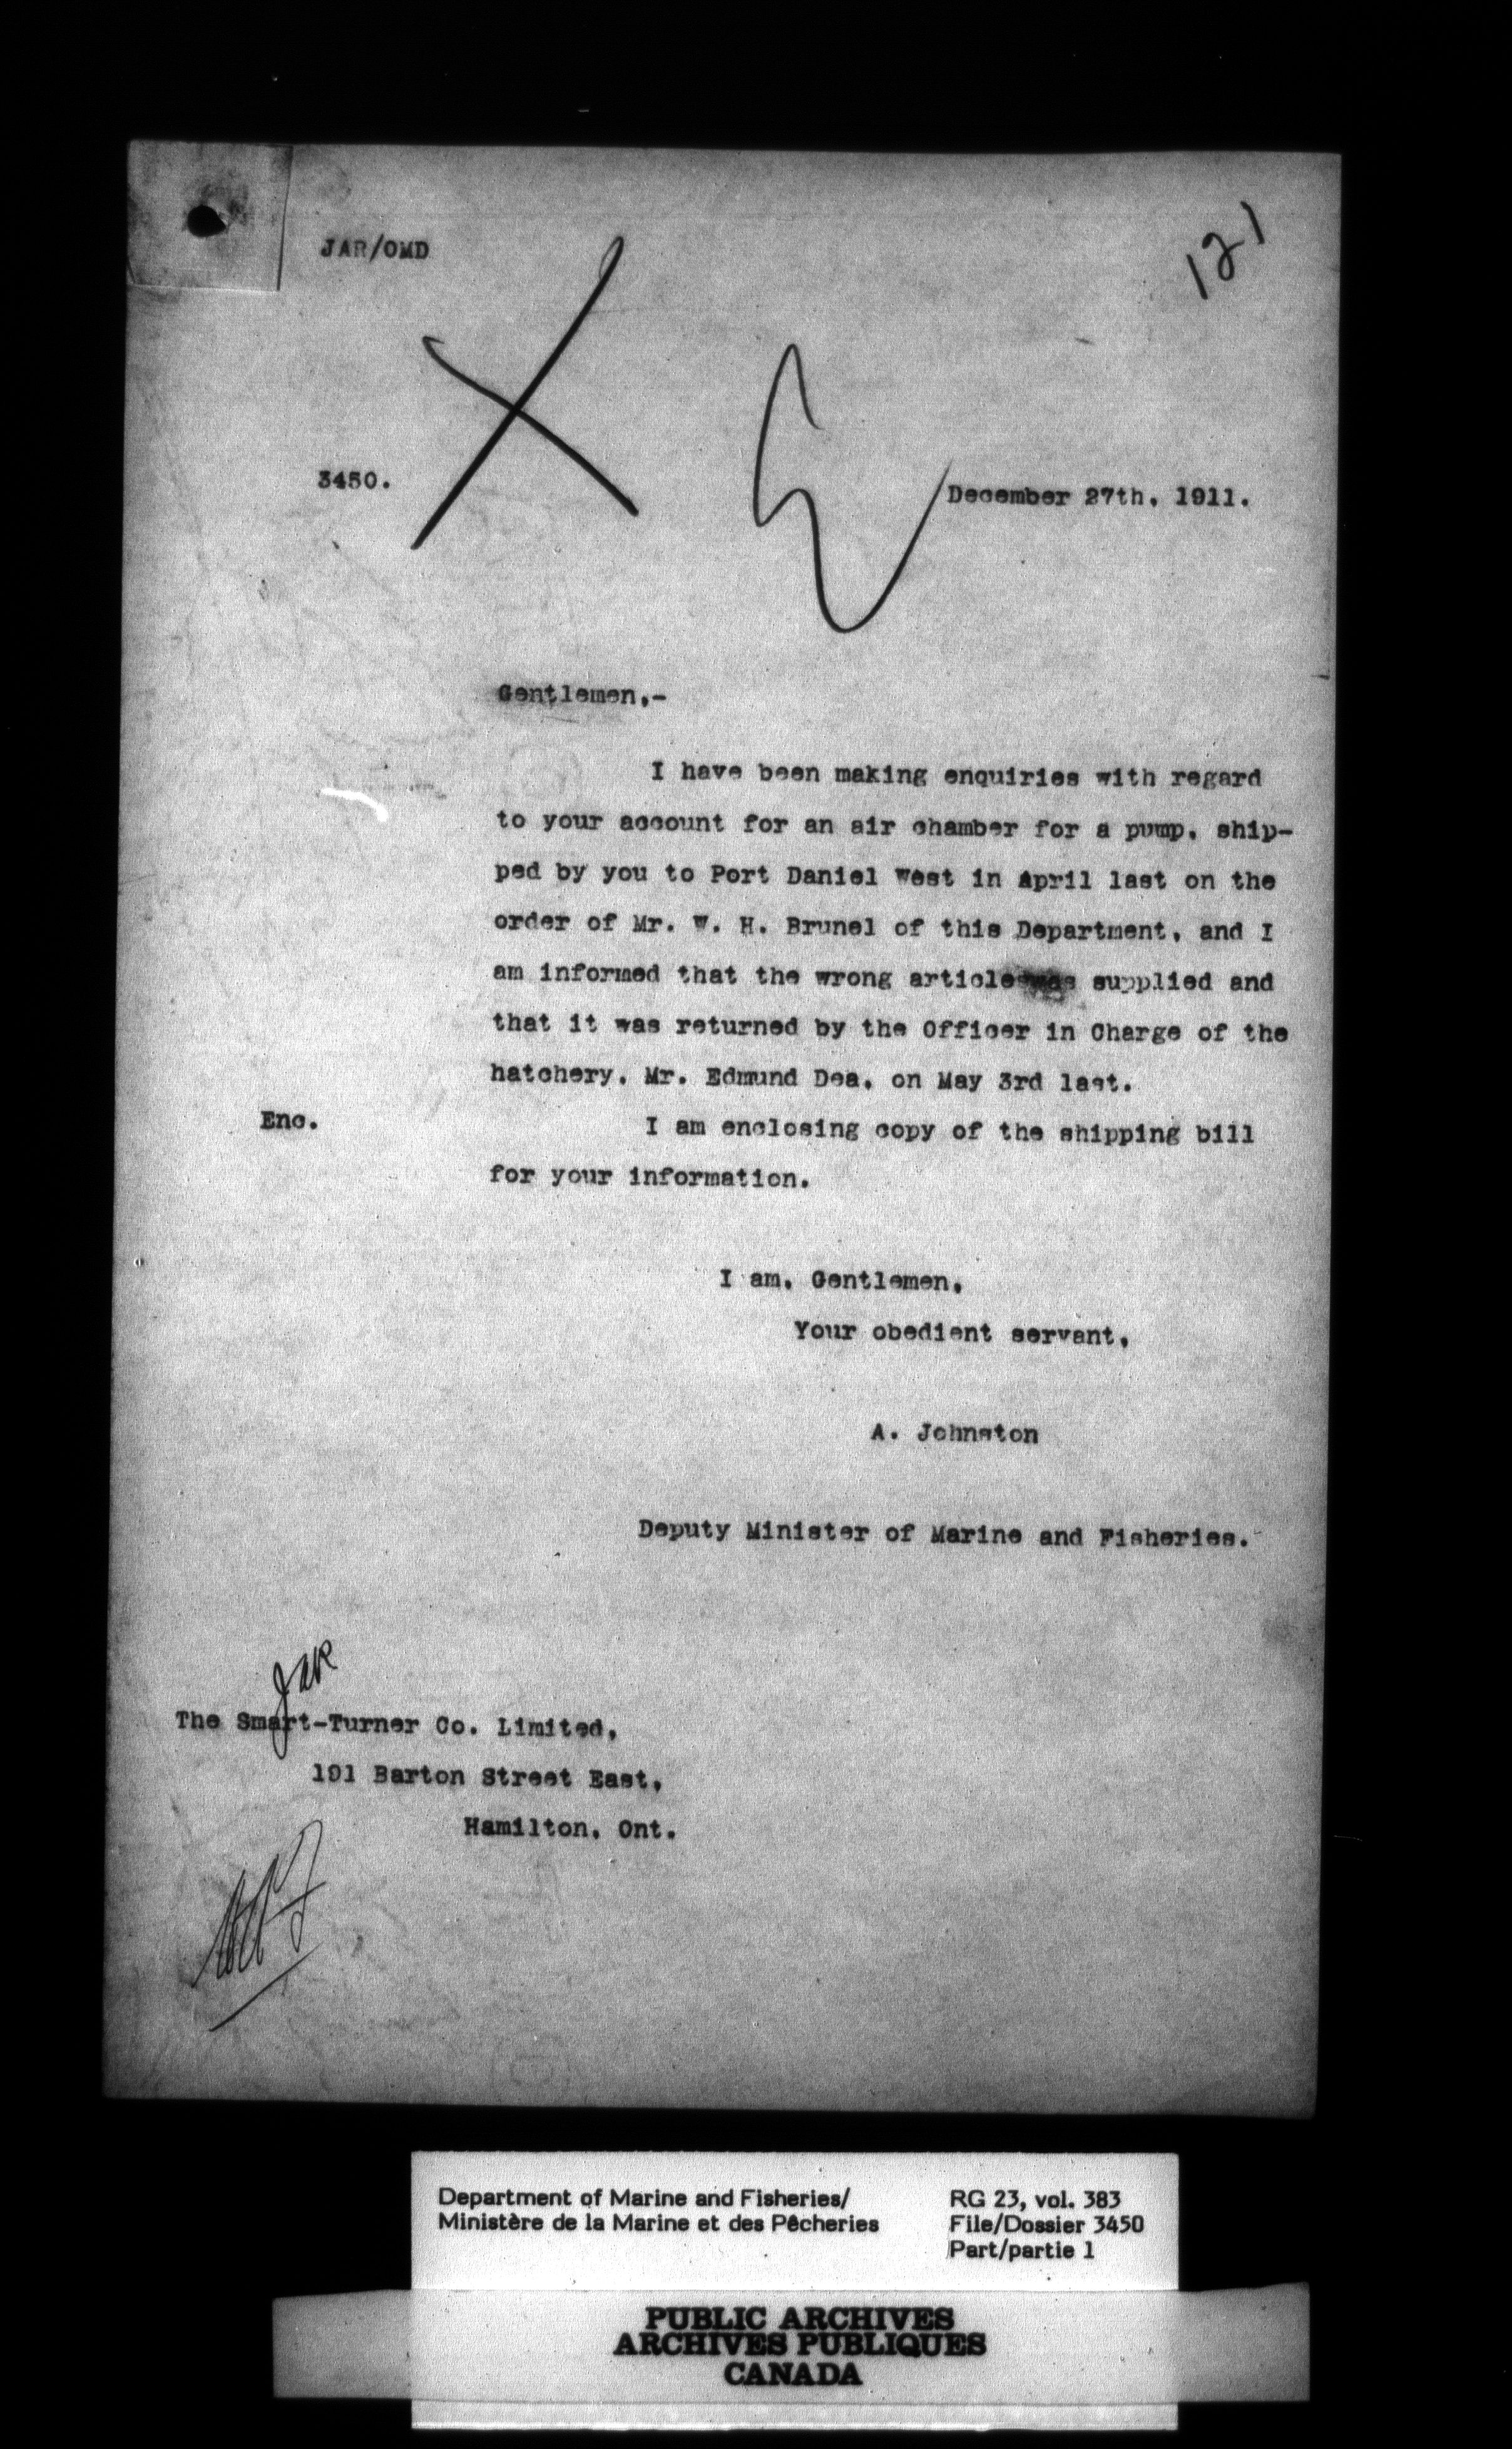 JAR/OMD
121
3450.
December 27th, 1911.
Gentlemen,-
I have been making enquiries with regard
to your account for an air chamber for a pump, ship-
ped by you to Port Daniel West in April last on the
order of Mr. W. H. Brunel of this Department, and I
am informed that the wrong article was supplied and
that it was returned by the Officer in Charge of the
hatchery, Mr. Edmund Dea, on May 3rd last.
Enc.
I am enclosing copy of the shipping bill
for your information.
I am, Gentlemen,
Your obedient servant,
A. Johnston
Deputy Minister of Marine and Fisheries.
JAR
The Smart-Turner Co. Limited,
191 Barton Street East,
Hamilton, Ont.
Department of Marine and Fisheries/
Ministère de la Marine et des Pêcheries
RG 23, vol. 383
File/Dossier 3450
Part/partie 1
PUBLIC ARCHIVES
ARCHIVES PUBLIQUES
CANADA